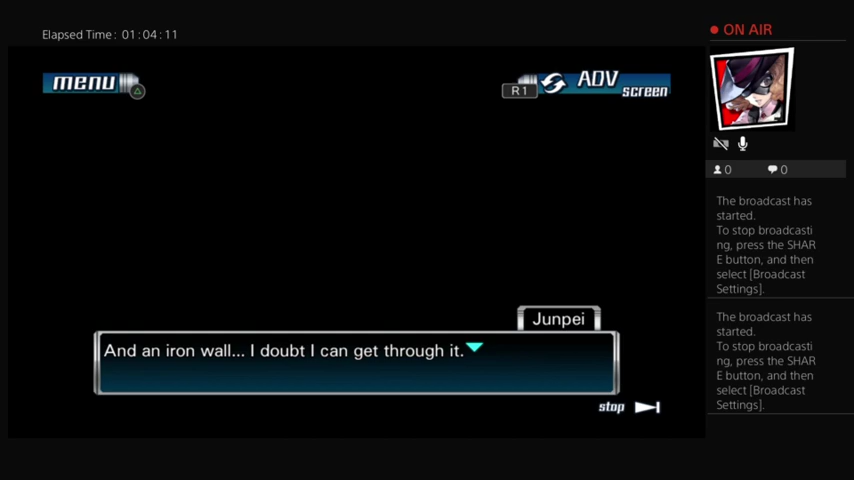 Elapsed Time: 01:04:11
ON AIR
menu
R1
ADV
screen
0
0
The broadcast has
started.
To stop broadcasti
ng, press the SHAR
E button, and then
select [Broadcast
Settings].
The broadcast has
started.
To stop broadcasti
ng, press the SHAR
E button, and then
select [Broadcast
Settings].
Junpei
And an iron wall... I doubt I can get through it.
stop